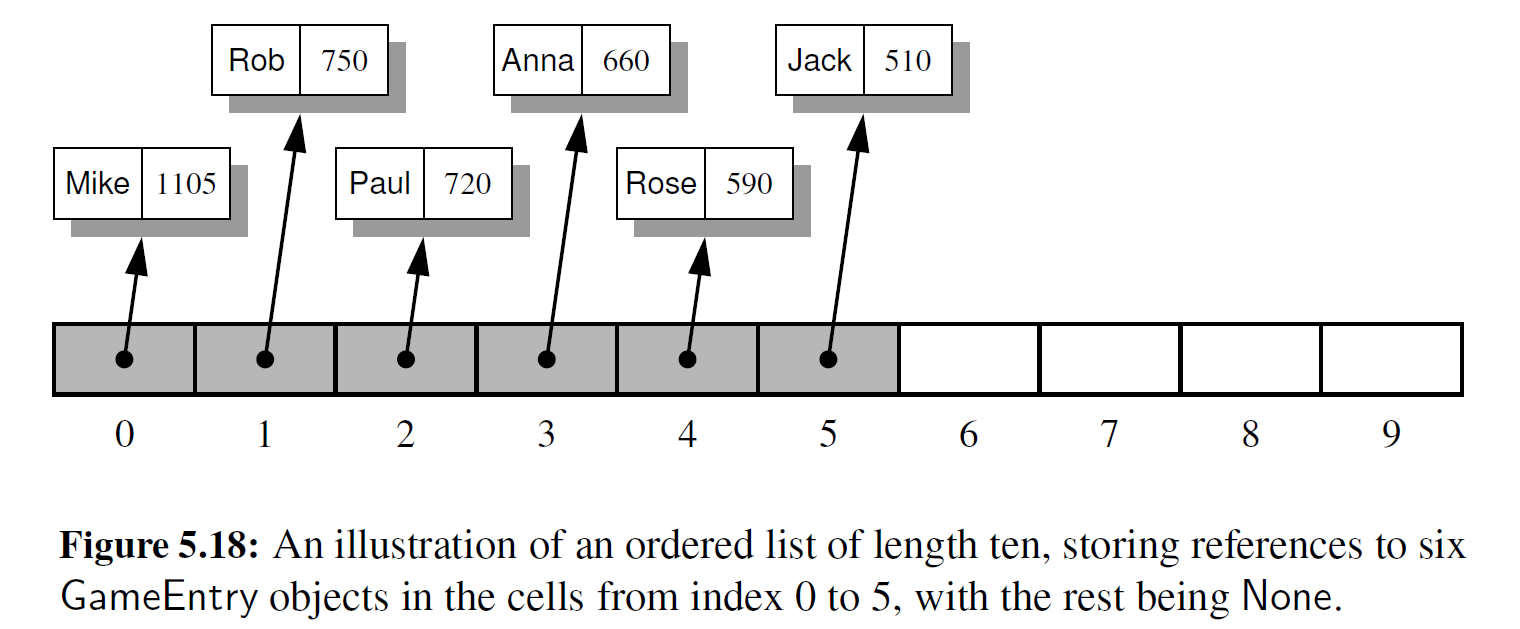 Rob 750 Anna 660 Jack 510
Mike 1105 Paul 720 Rose 590
0 1 2 3 4 5 6 7 8 9
Figure 5.18: An illustration of an ordered list of length ten, storing references to six
GameEntry objects in the cells from index 0 to 5, with the rest being None.